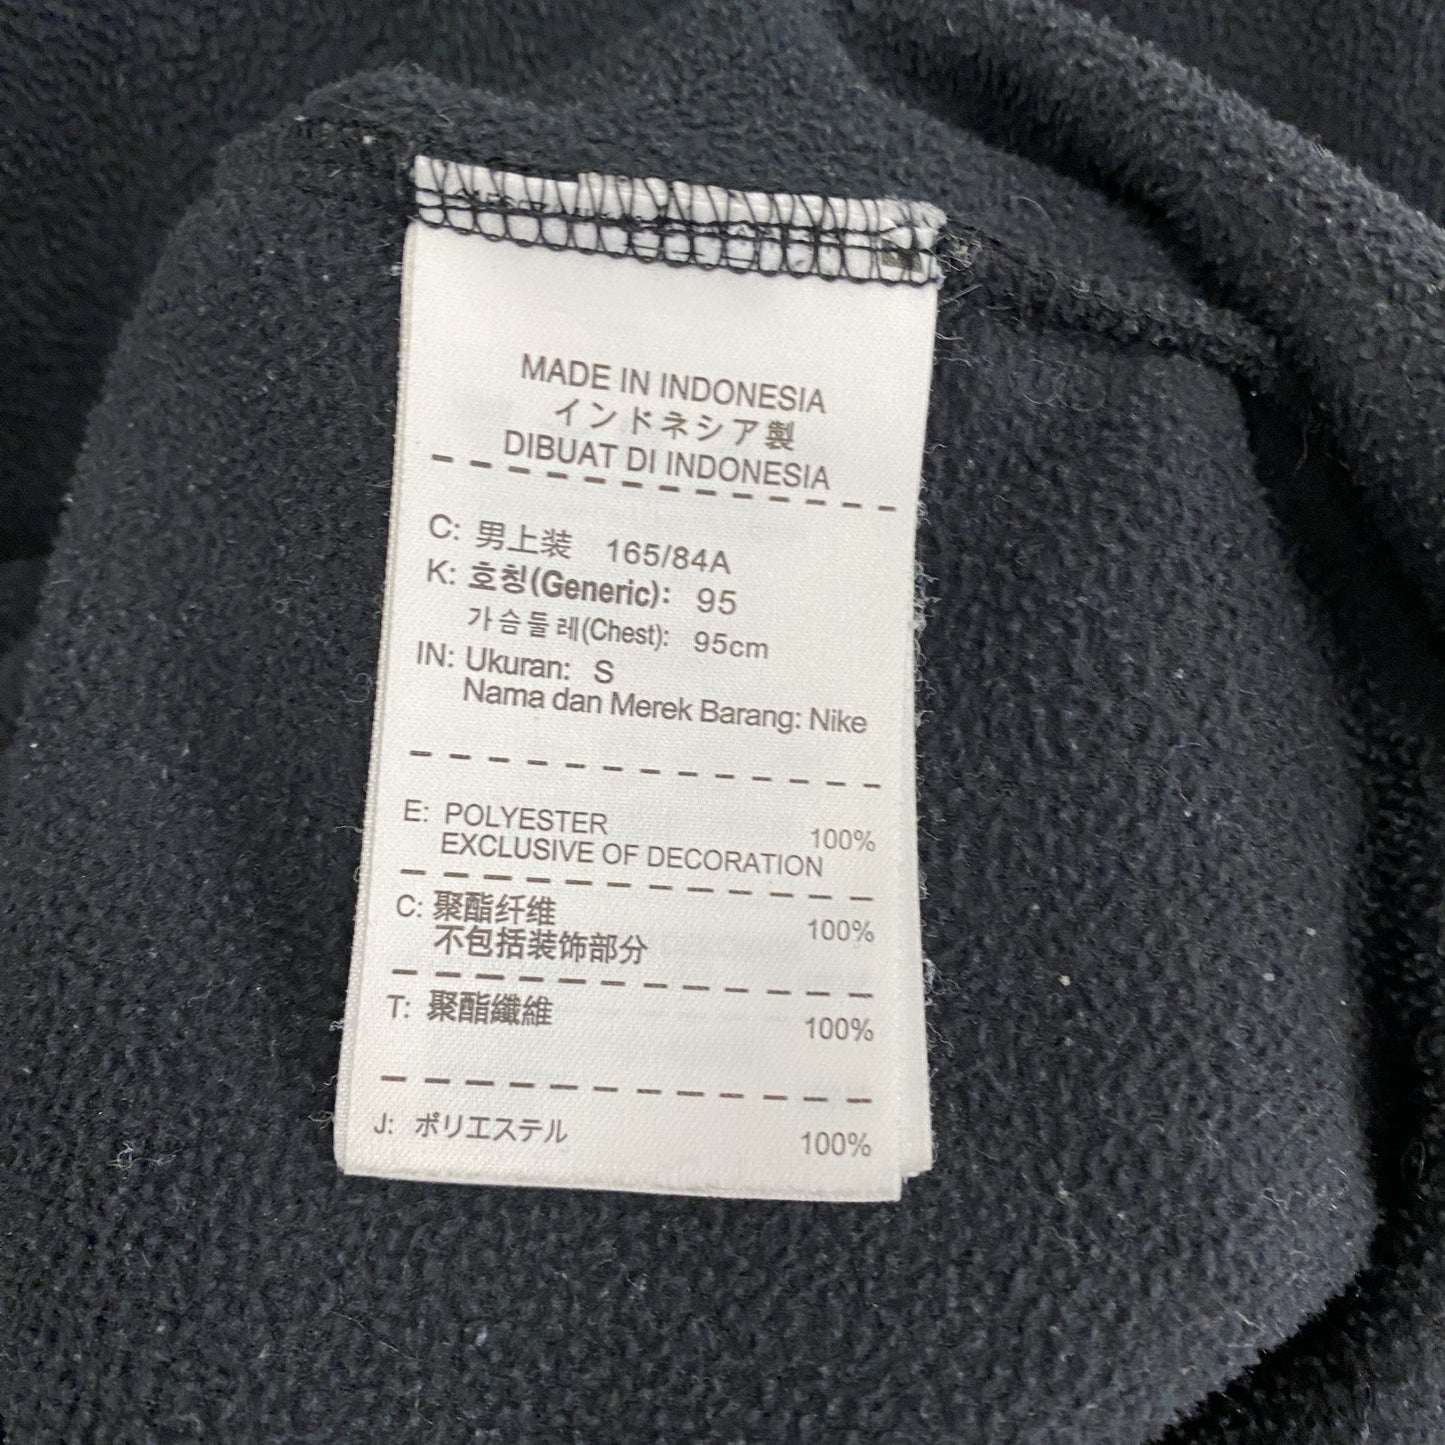 MADE IN INDONESIA
インドネシア製
DIBUAT DI INDONESIA
C: 男上装 165/84A
K: 호칭(Generic): 95
가슴둘레(Chest): 95cm
IN: Ukuran: S
Nama dan Merek Barang: Nike
E: POLYESTER 100%
EXCLUSIVE OF DECORATION
C: 聚酯纤维 100%
不包括装饰部分
T: 聚酯纖維 100%
J: ポリエステル 100%